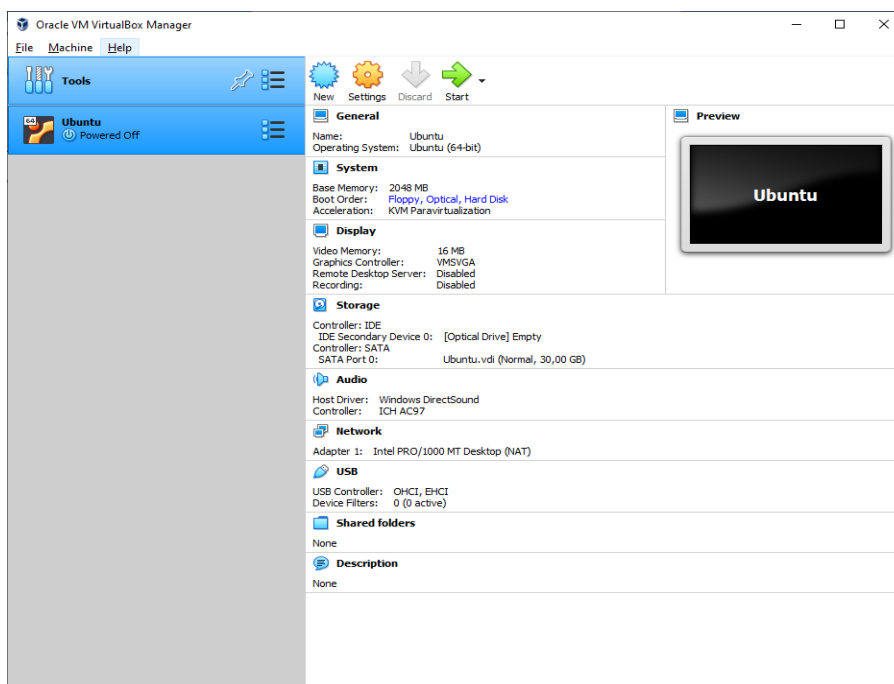 Oracle VM VirtualBox Manager
File Machine Help
Tools
64
Ubuntu
Powered Off
New Settings Discard Start
General
Name: Ubuntu
Operating System: Ubuntu (64-bit)
System
Base Memory: 2048 MB
Boot Order: Floppy, Optical, Hard Disk
Acceleration: KVM Paravirtualization
Display
Video Memory: 16 MB
Graphics Controller: VMSVGA
Remote Desktop Server: Disabled
Recording: Disabled
Preview
Ubuntu
Storage
Controller: IDE
IDE Secondary Device 0: [Optical Drive] Empty
Controller: SATA
SATA Port 0: Ubuntu.vdi (Normal, 30,00 GB)
Audio
Host Driver: Windows DirectSound
Controller: ICH AC97
Network
Adapter 1: Intel PRO/1000 MT Desktop (NAT)
USB
USB Controller: OHCI, EHCI
Device Filters: 0 (0 active)
Shared folders
None
Description
None